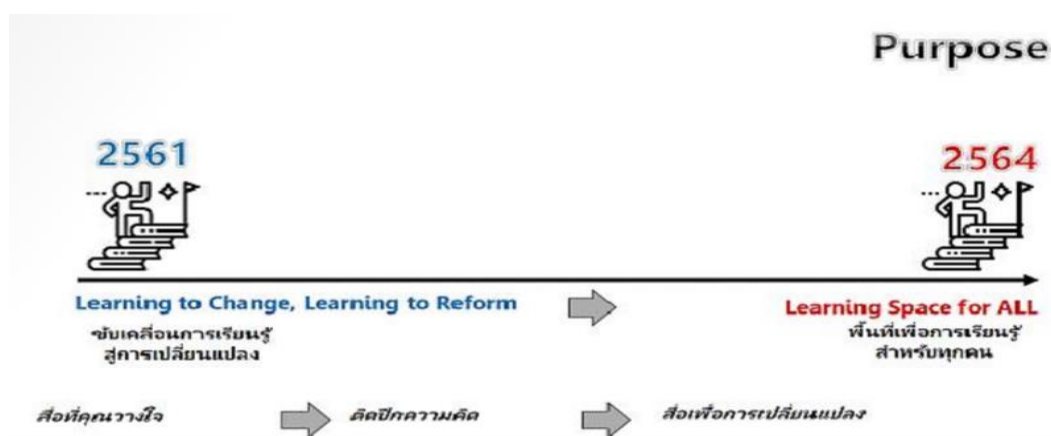 Purpose
2561
2564
Learning to Change, Learning to Reform
Learning Space for ALL
ขับเคลื่อนการเรียนรู้
สู่การเปลี่ยนแปลง
พื้นที่เพื่อการเรียนรู้
สำหรับทุกคน
สื่อที่คุณวางใจ
ติดปีกความคิด
สื่อเพื่อการเปลี่ยนแปลง